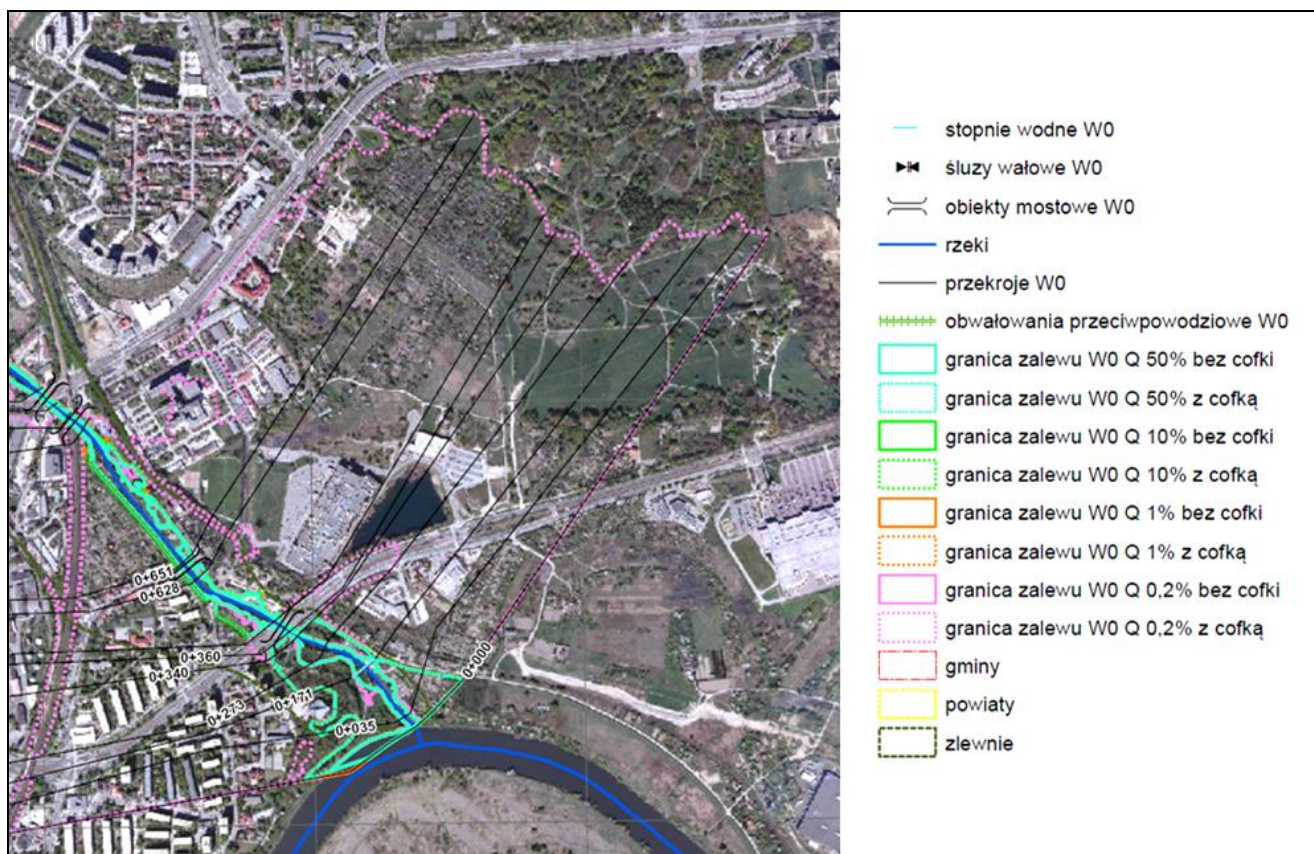 0+651
0+628
0+360
0+340
0+273
0+171
0+035
0+000
stopnie wodne W0
śluzy wałowe W0
obiekty mostowe W0
rzeki
przekroje W0
obwałowania przeciwpowodziowe W0
granica zalewu W0 Q 50% bez cofki
granica zalewu W0 Q 50% z cofką
granica zalewu W0 Q 10% bez cofki
granica zalewu W0 Q 10% z cofką
granica zalewu W0 Q 1% bez cofki
granica zalewu W0 Q 1% z cofką
granica zalewu W0 Q 0,2% bez cofki
granica zalewu W0 Q 0,2% z cofką
gminy
powiaty
zlewnie